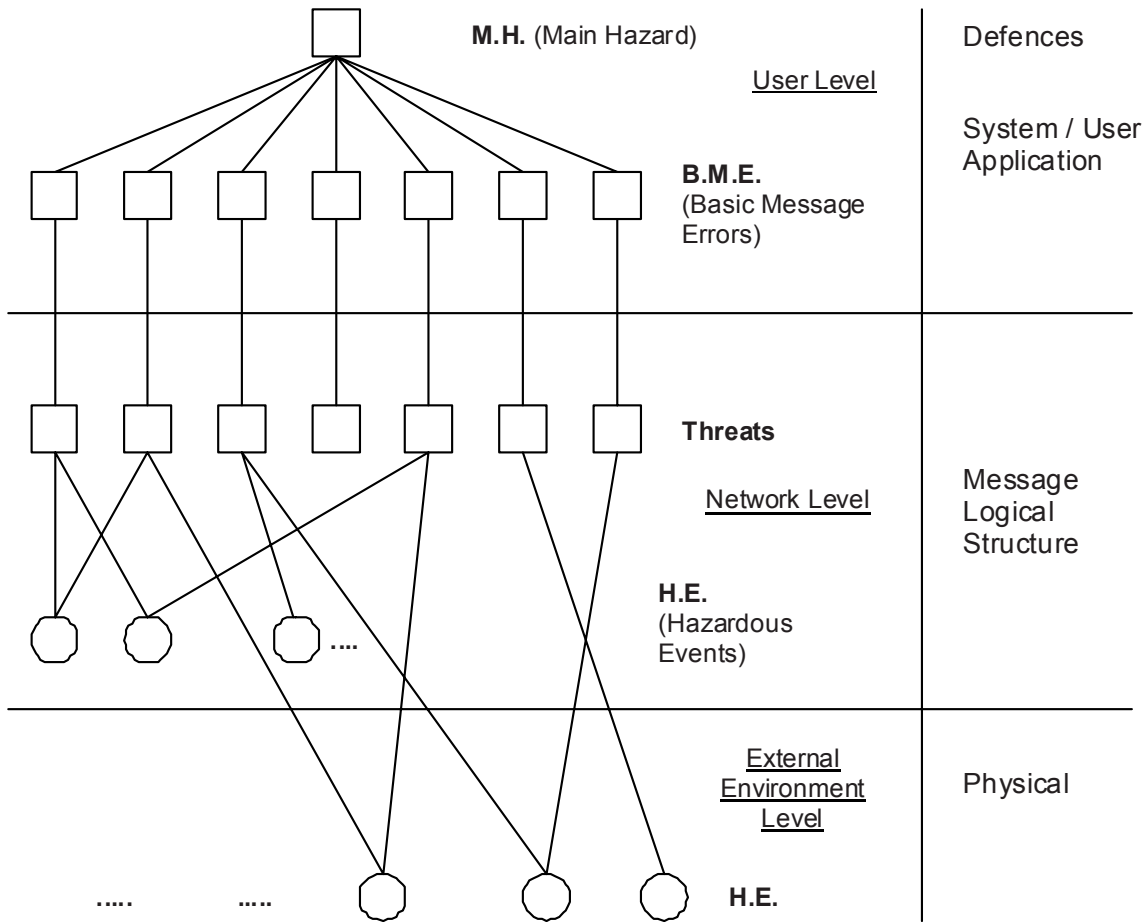 M.H. (Main Hazard)
Defences
User Level
System / User
Application
B.M.E.
(Basic Message
Errors)
Threats
Network Level
Message
Logical
Structure
H.E.
(Hazardous
Events)
....
External
Environment
Level
Physical
..... ..... H.E.